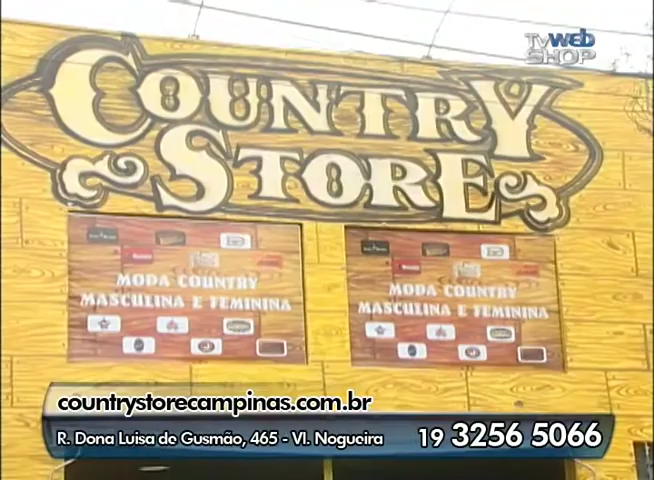 TV WEB
SHOP
COUNTRY
STORE
MODA COUNTRY
MASCULINA E FEMININA
MODA COUNTRY
MASCULINA E FEMININA
countrystorecampinas.com.br
R. Dona Luisa de Gusmão, 465 - Vl. Nogueira
19 3256 5066